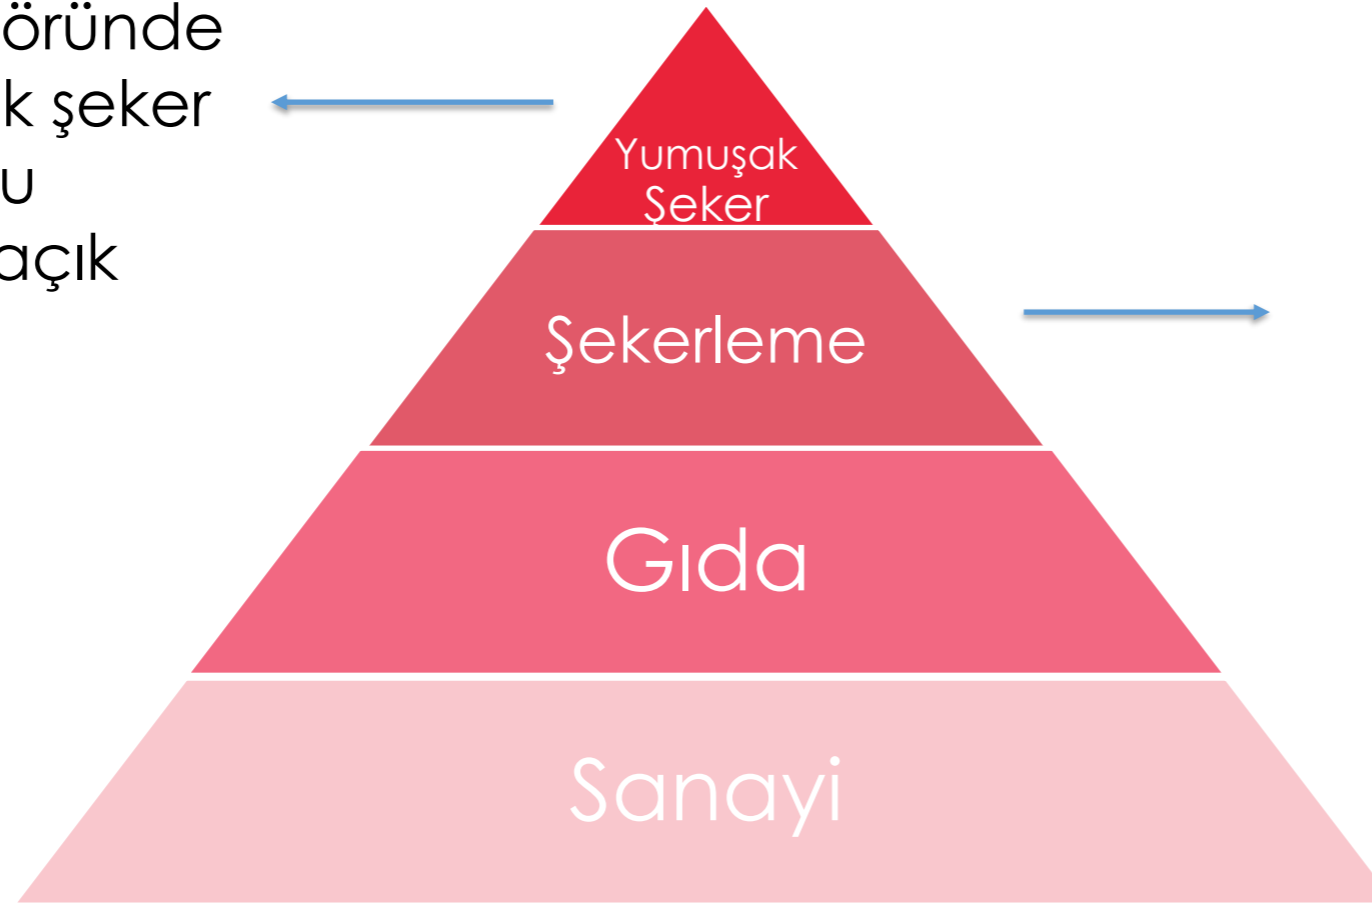 öründe
k şeker
u
açık
Yumuşak
Şeker
Şekerleme
Gıda
Sanayi